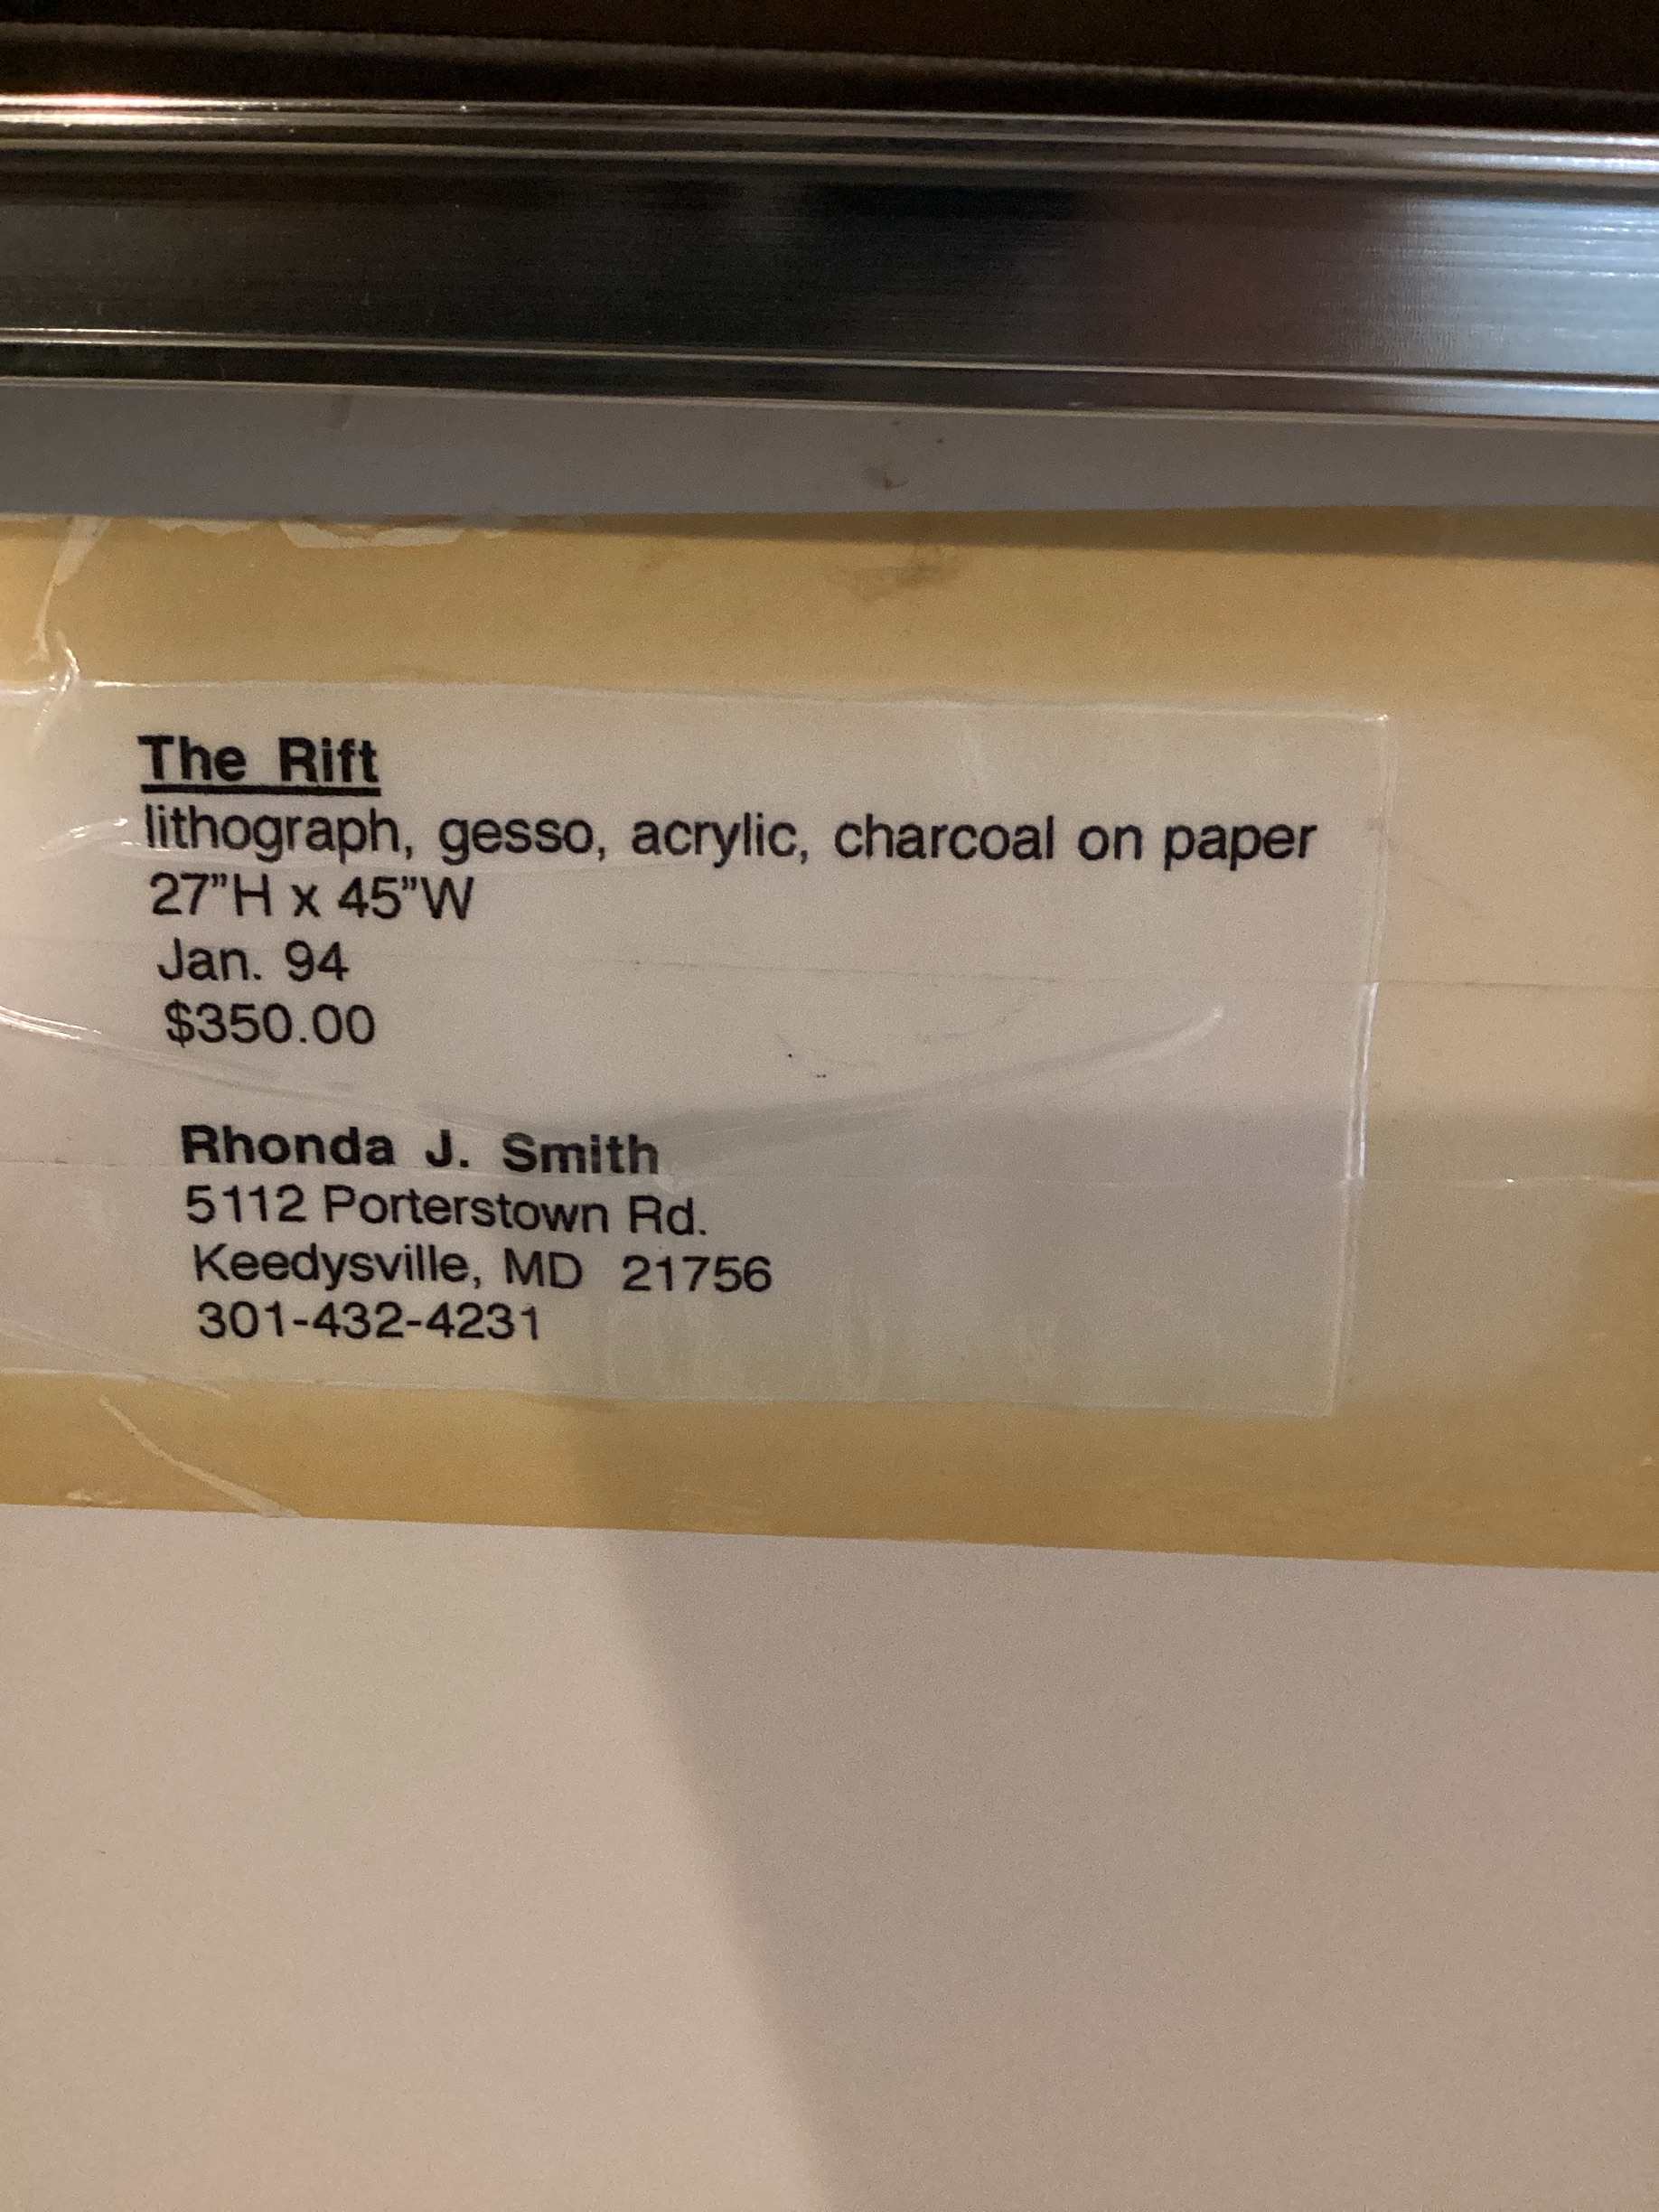 The Rift
lithograph, gesso, acrylic, charcoal on paper
27”H x 45”W
Jan. 94
$350.00
Rhonda J. Smith
5112 Porterstown Rd.
Keedysville, MD 21756
301-432-4231